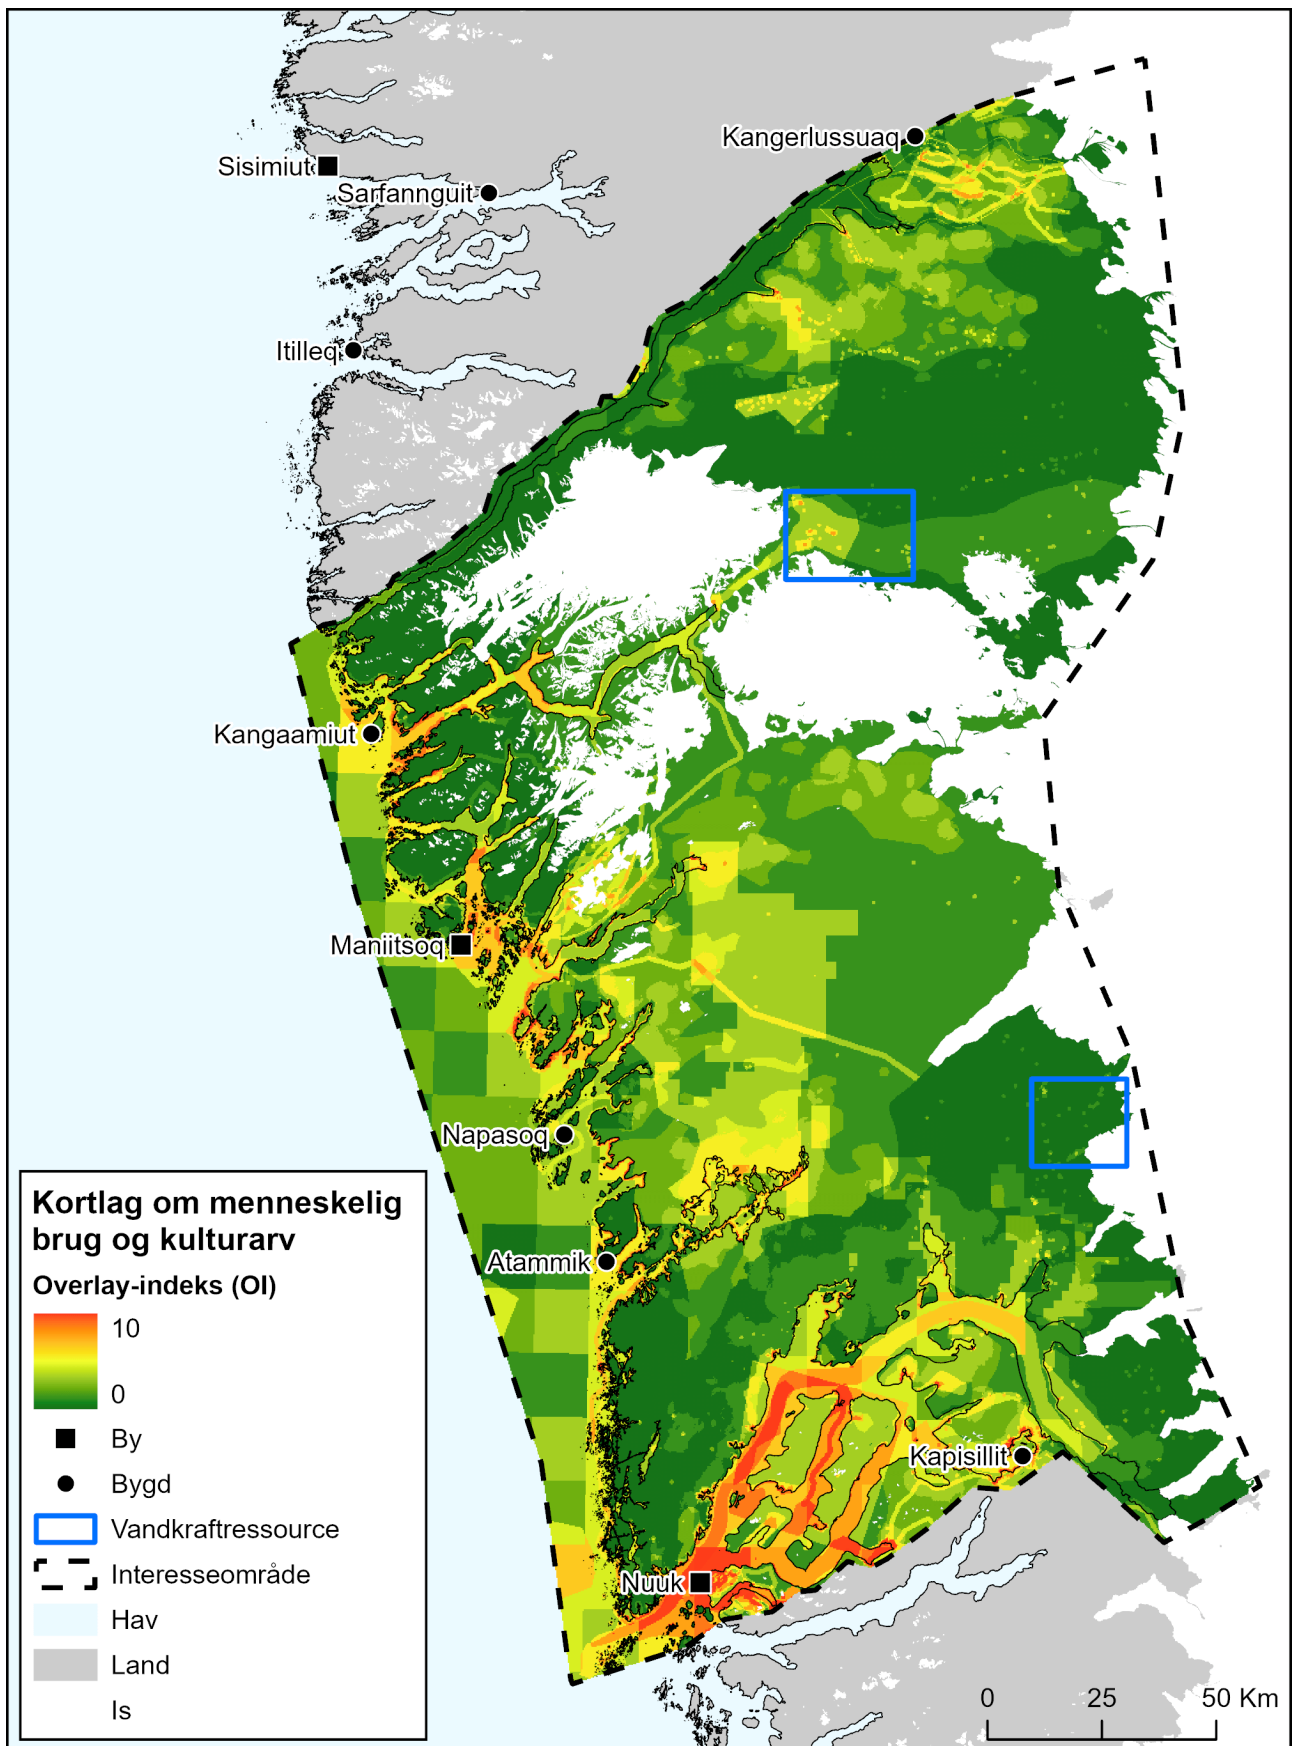 Kangerlussuaq
Sisimiut
Sarfannguit
Itilleq
Kangaamiut
Maniitsoq
Napasoq
Atammik
Kapisillit
Nuuk
Kortlag om menneskelig
brug og kulturarv
Overlay-indeks (OI)
10
0
By
Bygd
Vandkraftressource
Interesseområde
Hav
Land
Is
0 25 50 Km